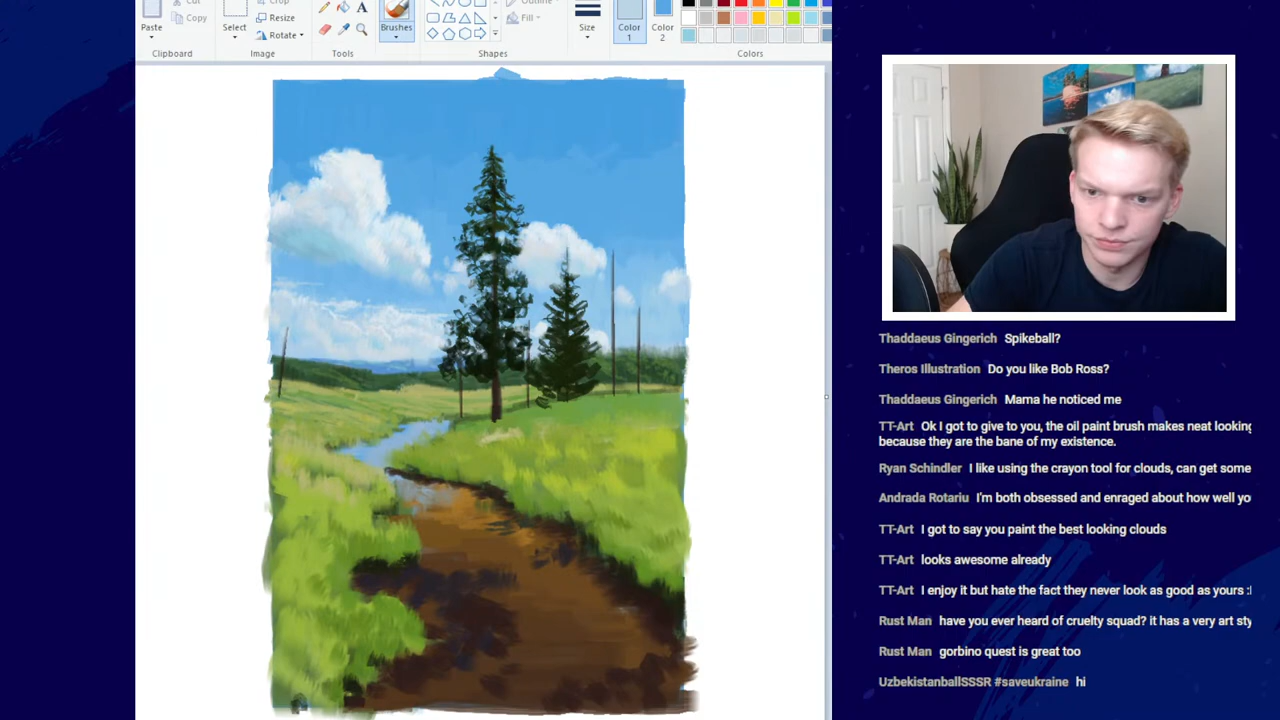 Cut
Crop
Outline
Paste
Copy
Select
Resize
Rotate
A
Brushes
Fill
Size
Color
1
Color
2
Clipboard
Image
Tools
Shapes
Colors
Thaddaeus Gingerich Spikeball?
Theros Illustration Do you like Bob Ross?
Thaddaeus Gingerich Mama he noticed me
TT-Art Ok I got to give to you, the oil paint brush makes neat looking
because they are the bane of my existence.
Ryan Schindler I like using the crayon tool for clouds, can get some
Andrada Rotariu I'm both obsessed and enraged about how well yo
TT-Art I got to say you paint the best looking clouds
TT-Art looks awesome already
TT-Art I enjoy it but hate the fact they never look as good as yours :
Rust Man have you ever heard of cruelty squad? it has a very art sty
Rust Man gorbino quest is great too
UzbekistanballSSSR #saveukraine hi